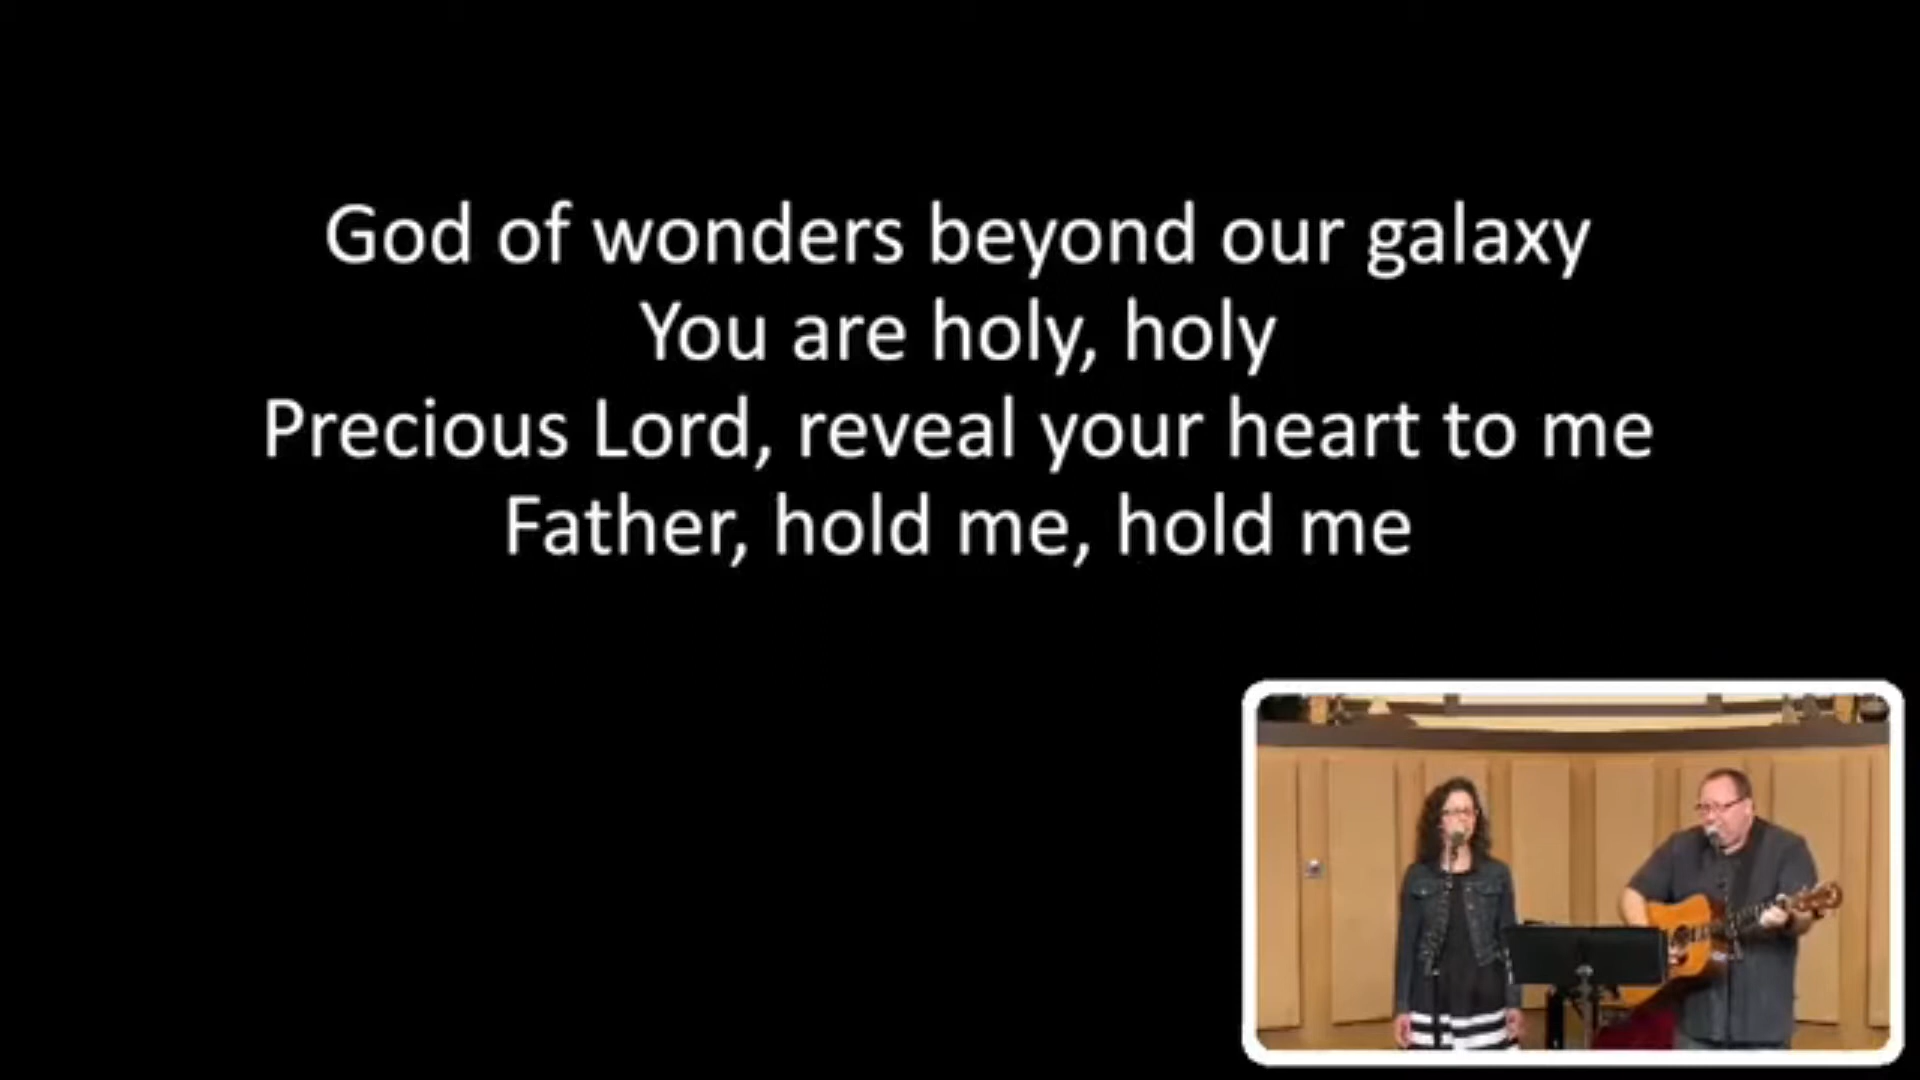 God of wonders beyond our galaxy
You are holy, holy
Precious Lord, reveal your heart to me
Father, hold me, hold me